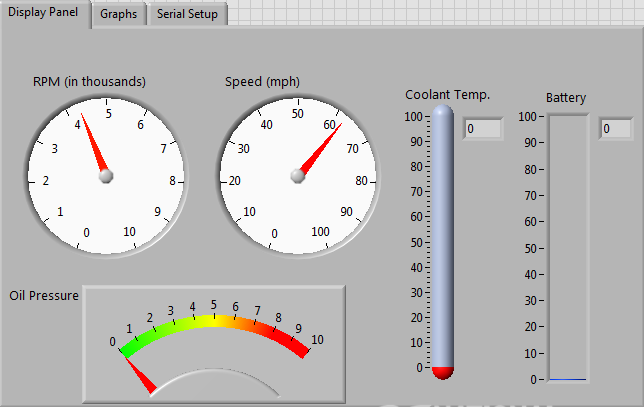 Display Panel Graphs Serial Setup
RPM (in thousands)
0 1 2 3 4 5 6 7 8 9 10
Speed (mph)
0 10 20 30 40 50 60 70 80 90 100
Coolant Temp.
0
100
90
80
70
60
50
40
30
20
10
0
Battery
0
100
90
80
70
60
50
40
30
20
10
0
Oil Pressure
0 1 2 3 4 5 6 7 8 9 10